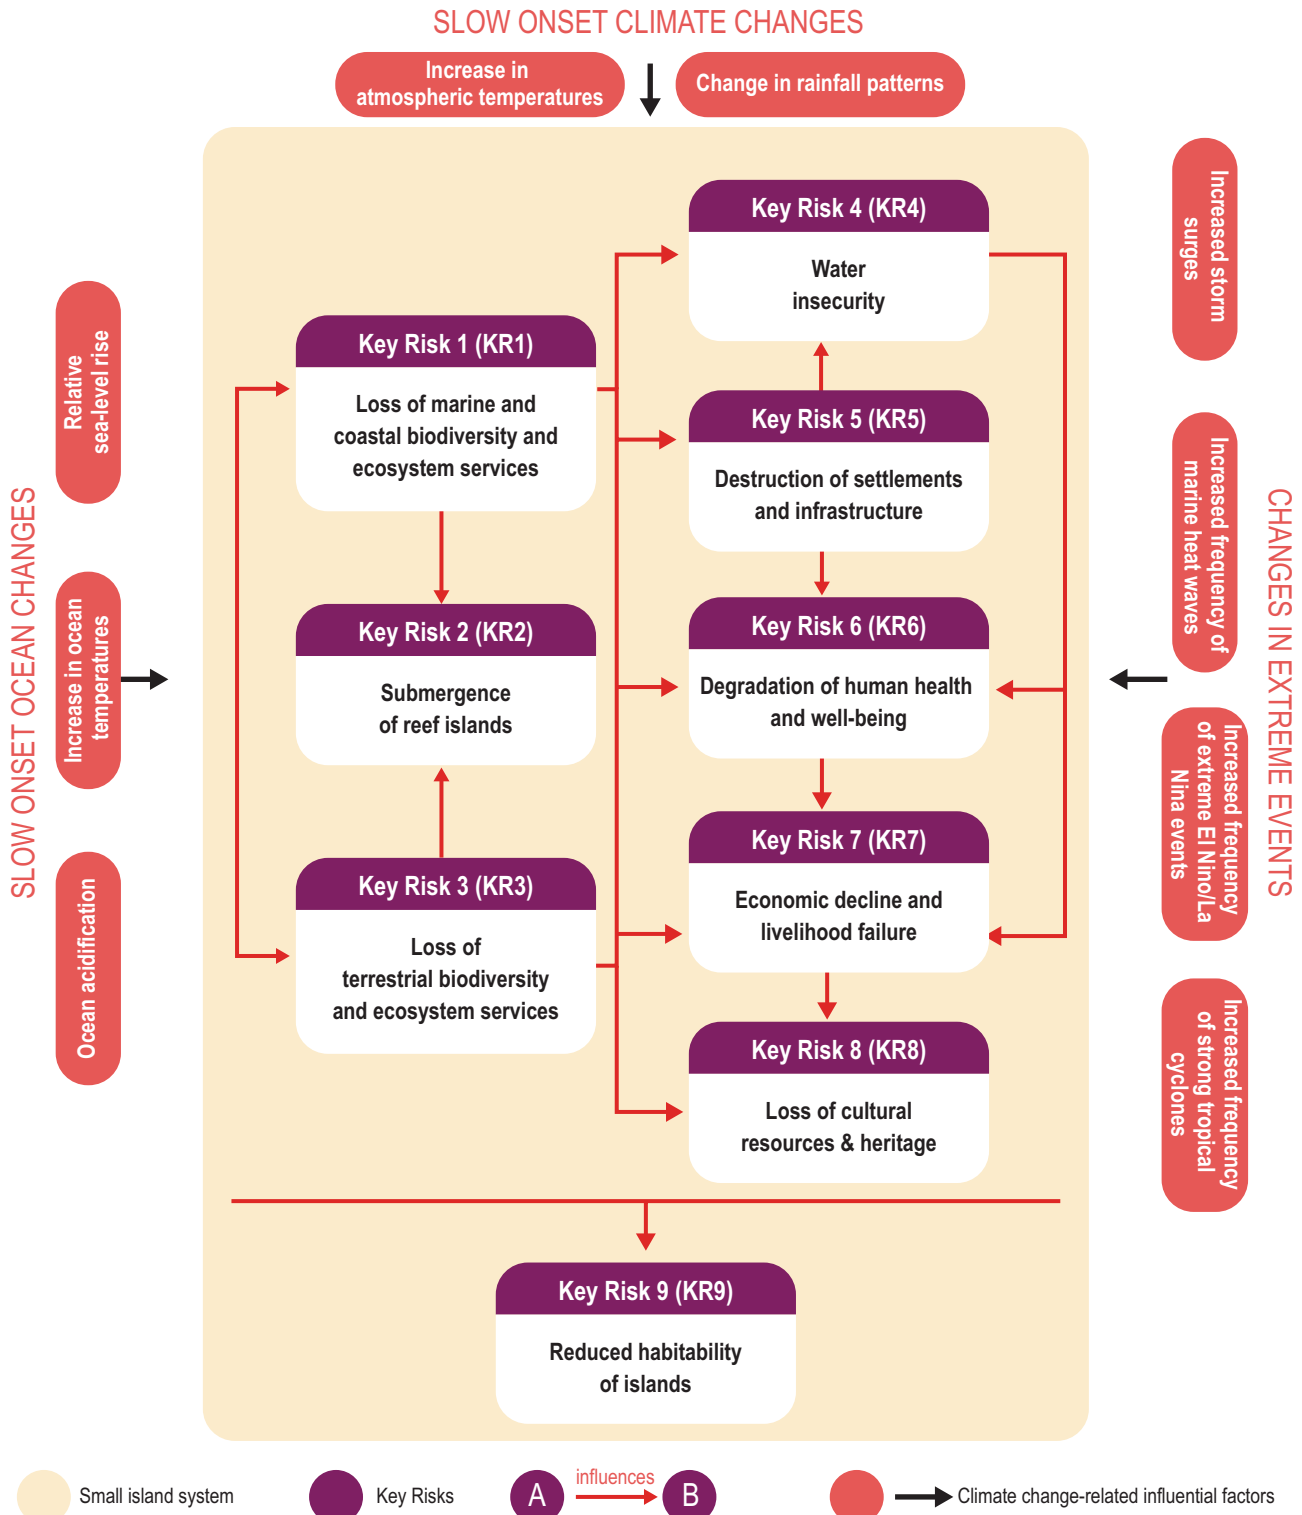 SLOW ONSET CLIMATE CHANGES
Increase in
atmospheric temperatures
Change in rainfall patterns
SLOW ONSET OCEAN CHANGES
Relative
sea-level rise
Increase in ocean
temperatures
Ocean acidification
Key Risk 1 (KR1)
Loss of marine and
coastal biodiversity and
ecosystem services
Key Risk 2 (KR2)
Submergence
of reef islands
Key Risk 3 (KR3)
Loss of
terrestrial biodiversity
and ecosystem services
Key Risk 4 (KR4)
Water
insecurity
Key Risk 5 (KR5)
Destruction of settlements
and infrastructure
Key Risk 6 (KR6)
Degradation of human health
and well-being
Key Risk 7 (KR7)
Economic decline and
livelihood failure
Key Risk 8 (KR8)
Loss of cultural
resources & heritage
Key Risk 9 (KR9)
Reduced habitability
of islands
Increased storm
surges
Increased frequency of
marine heat waves
Increased frequency
of extreme El Nino/La
Nina events
Increased frequency
of strong tropical
cyclones
CHANGES IN EXTREME EVENTS
Small island system
Key Risks
A
influences
B
Climate change-related influential factors